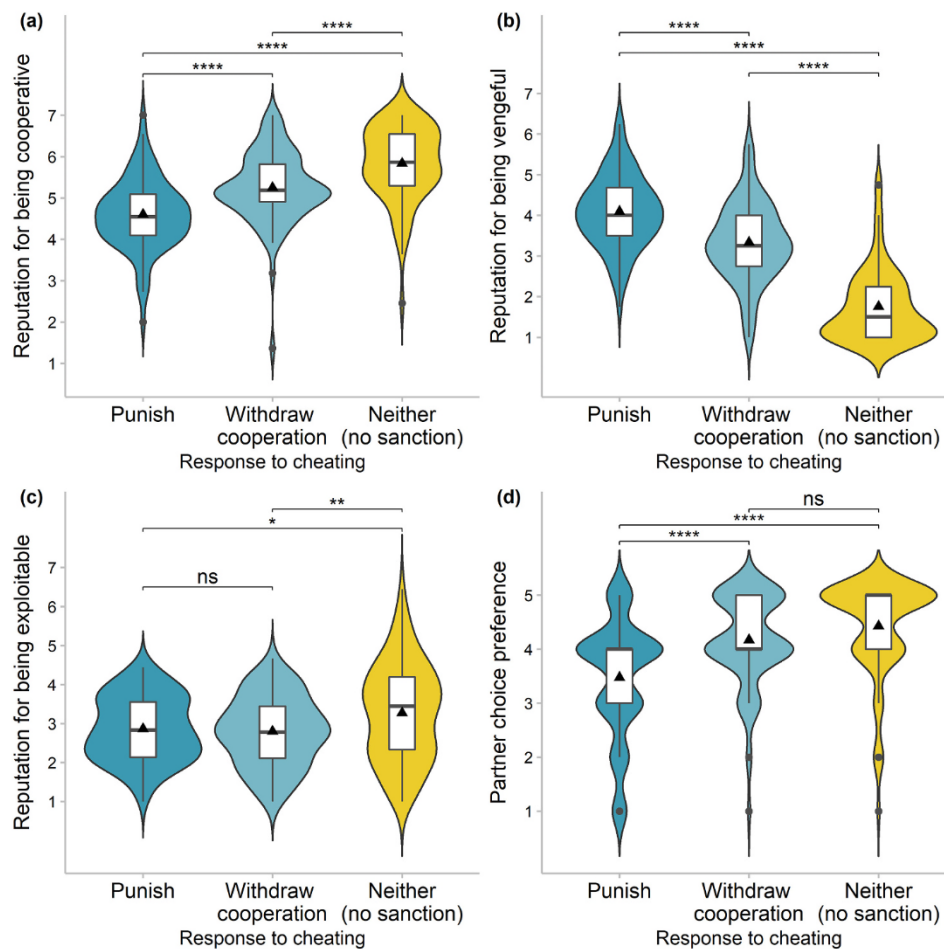 (a)
****
****
****
Reputation for being cooperative
7
6
5
4
3
2
1
Punish
Withdraw
cooperation
Neither
(no sanction)
Response to cheating
(b)
****
****
****
Reputation for being vengeful
7
6
5
4
3
2
1
Punish
Withdraw
cooperation
Neither
(no sanction)
Response to cheating
(c)
**
*
ns
Reputation for being exploitable
7
6
5
4
3
2
1
Punish
Withdraw
cooperation
Neither
(no sanction)
Response to cheating
(d)
ns
****
****
Partner choice preference
5
4
3
2
1
Punish
Withdraw
cooperation
Neither
(no sanction)
Response to cheating